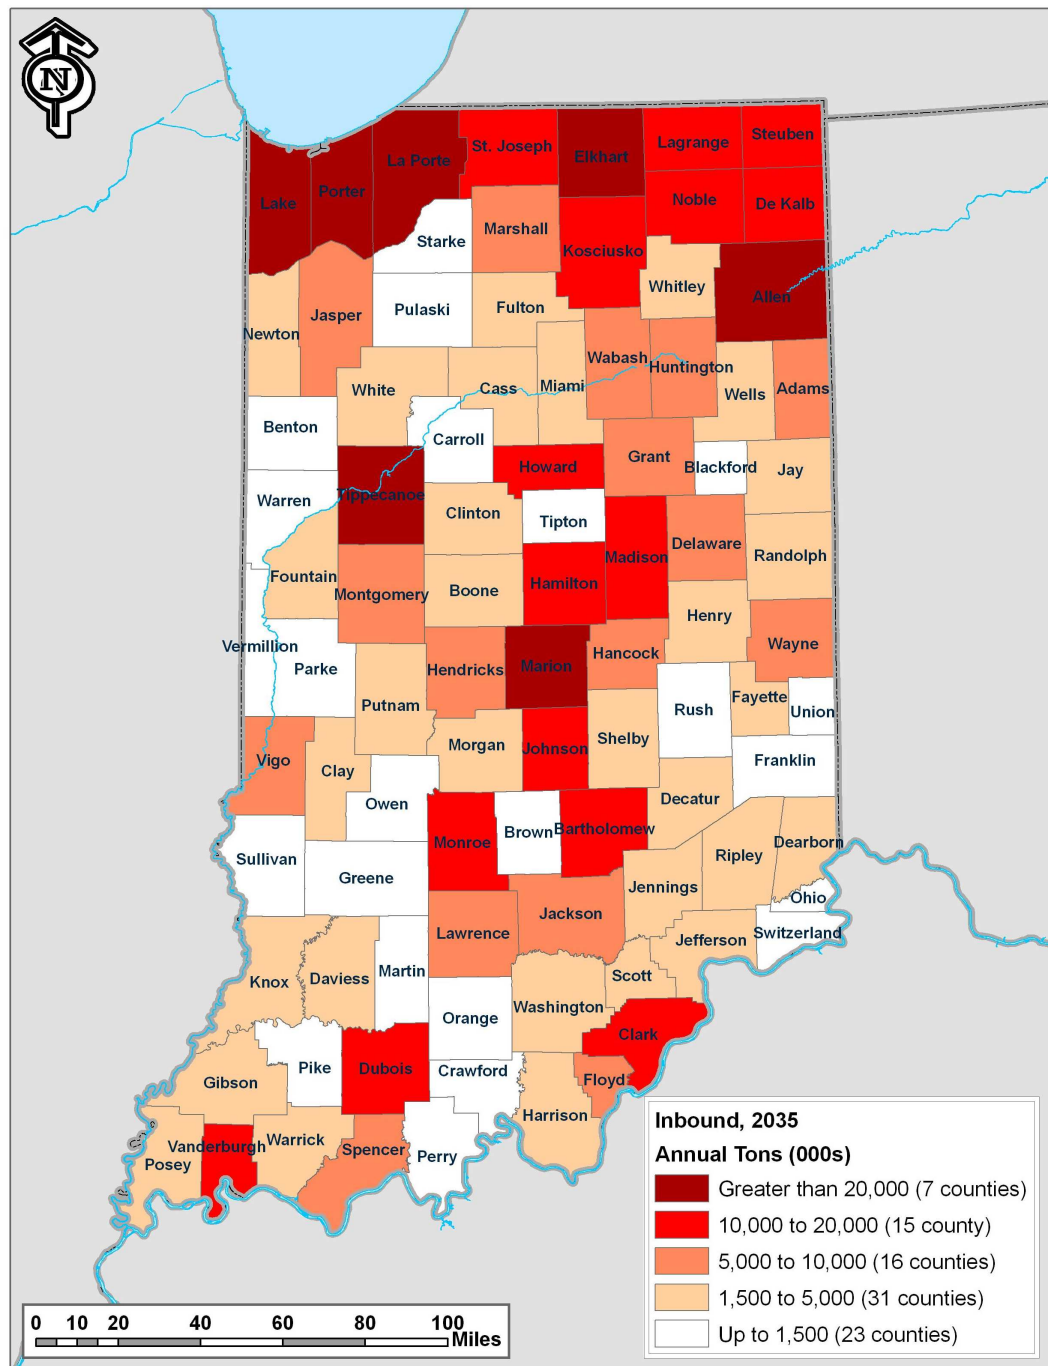 N
St. Joseph
Elkhart
Lagrange
Steuben
La Porte
Porter
Lake
Noble
De Kalb
Starke
Marshall
Kosciusko
Whitley
Allen
Newton
Jasper
Pulaski
Fulton
White
Cass
Miami
Wabash
Huntington
Wells
Adams
Benton
Carroll
Howard
Grant
Blackford
Jay
Warren
Tippecanoe
Clinton
Tipton
Madison
Delaware
Randolph
Fountain
Montgomery
Boone
Hamilton
Henry
Vermillion
Parke
Putnam
Hendricks
Marion
Hancock
Wayne
Rush
Fayette
Union
Vigo
Clay
Morgan
Johnson
Shelby
Franklin
Owen
Decatur
Sullivan
Greene
Monroe
Brown
Bartholomew
Ripley
Dearborn
Jennings
Ohio
Lawrence
Jackson
Jefferson
Switzerland
Knox
Daviess
Martin
Washington
Scott
Orange
Clark
Gibson
Pike
Dubois
Crawford
Floyd
Harrison
Posey
Vanderburgh
Warrick
Spencer
Perry
Inbound, 2035
Annual Tons (000s)
Greater than 20,000 (7 counties)
10,000 to 20,000 (15 county)
5,000 to 10,000 (16 counties)
1,500 to 5,000 (31 counties)
Up to 1,500 (23 counties)
0 10 20 40 60 80 100
Miles